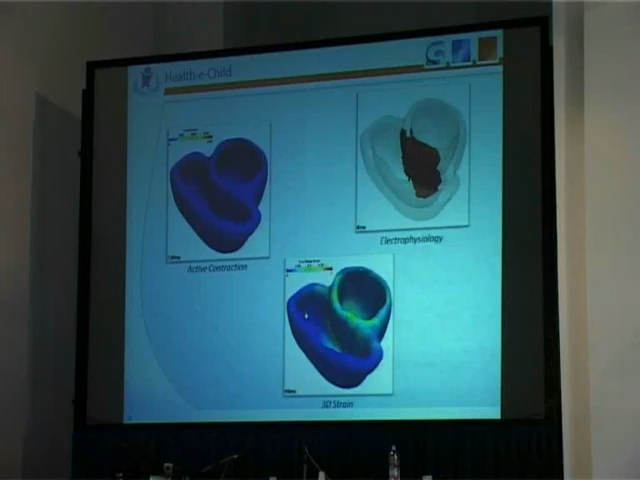 Health-e-Child
Active Contraction
Electrophysiology
3D Strain